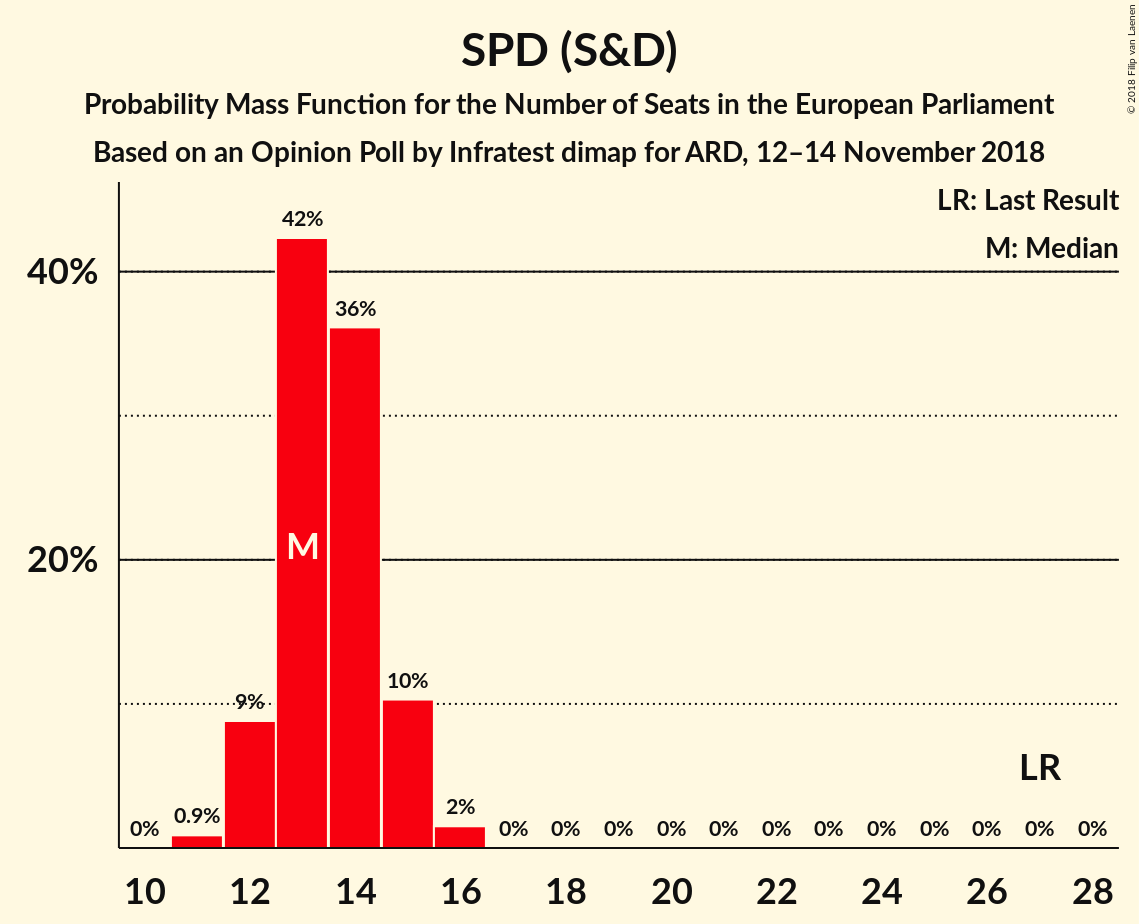 SPD (S&D)
Probability Mass Function for the Number of Seats in the European Parliament
Based on an Opinion Poll by Infratest dimap for ARD, 12–14 November 2018
© 2018 Filip van Laenen
LR: Last Result
M: Median
42%
40%
36%
M
20%
10%
9%
LR
0.9%
2%
0% 0% 0% 0% 0% 0% 0% 0% 0% 0% 0% 0% 0%
10 12 14 16 18 20 22 24 26 28